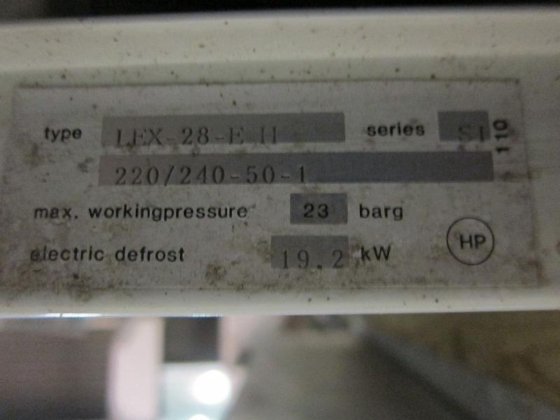 type LEX-28-E H series SI
220/240-50-1
110
max. workingpressure 23 barg
electric defrost 19.2 kW
HP